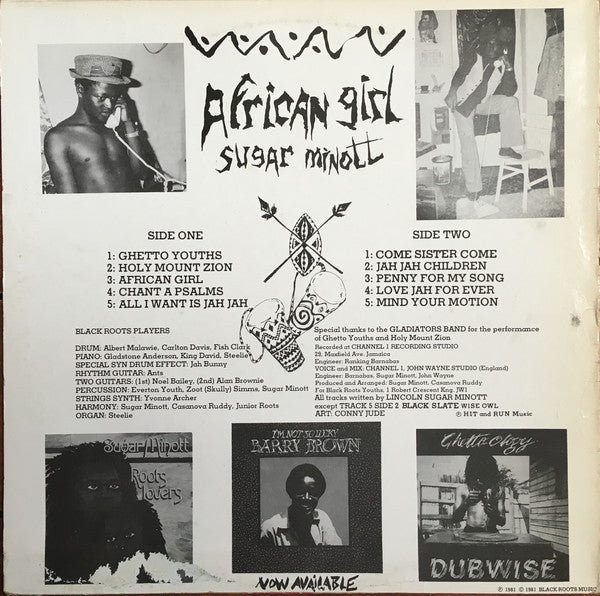 African girl
sugar minott
SIDE ONE
1: GHETTO YOUTHS
2: HOLY MOUNT ZION
3: AFRICAN GIRL
4: CHANT A PSALMS
5: ALL I WANT IS JAH JAH
SIDE TWO
1: COME SISTER COME
2: JAH JAH CHILDREN
3: PENNY FOR MY SONG
4: LOVE JAH FOR EVER
5: MIND YOUR MOTION
BLACK ROOTS PLAYERS
DRUM: Albert Malawie, Carlton Davis, Fish Clark
PIANO: Gladstone Anderson, King David, Steelie
SPECIAL SYN DRUM EFFECT: Jah Bunny
RHYTHM GUITAR: Ants
TWO GUITARS: (1st) Noel Bailey, (2nd) Alan Brownie
PERCUSSION: Everton Youth, Zoot (Skully) Simms, Sugar Minott
STRINGS SYNTH: Yvonne Archer
HARMONY: Sugar Minott, Casanova Ruddy, Junior Roots
ORGAN: Steelie
Special thanks to the GLADIATORS BAND for the performance
of Ghetto Youths and Holy Mount Zion
Recorded at CHANNEL 1 RECORDING STUDIO
29, Maxfield Ave. Jamaica
Engineer: Ranking Barnabas
VOICE and MIX: CHANNEL 1, JOHN WAYNE STUDIO (England)
Engineer: Barnabas, Sugar Minott, John Wayne
Produced and Arranged: Sugar Minott, Casanova Ruddy
For Black Roots Youths, 1 Robert Crescent Kng, JW1
All tracks written by LINCOLN SUGAR MINOTT
except TRACK 5 SIDE 2 BLACK SLATE WISE OWL
ART: CONNY JUDE ℗ HIT and RUN Music
Sugar Minott
Roots
Lovers
I'M NOT SO LUCKY
BARRY BROWN
Ghetto-ology
DUBWISE
NOW AVAILABLE
℗ 1981 © 1981 BLACK ROOTS MUSIC